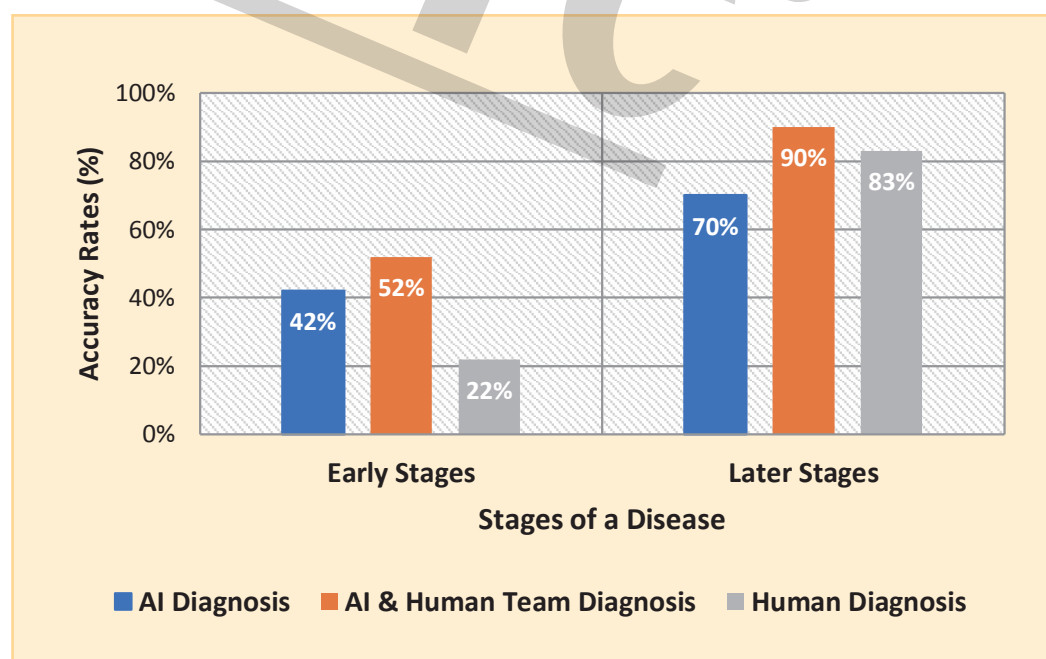 100%
80%
60%
40%
20%
0%
Accuracy Rates (%)
42%
52%
22%
70%
90%
83%
Early Stages
Later Stages
Stages of a Disease
AI Diagnosis
AI & Human Team Diagnosis
Human Diagnosis